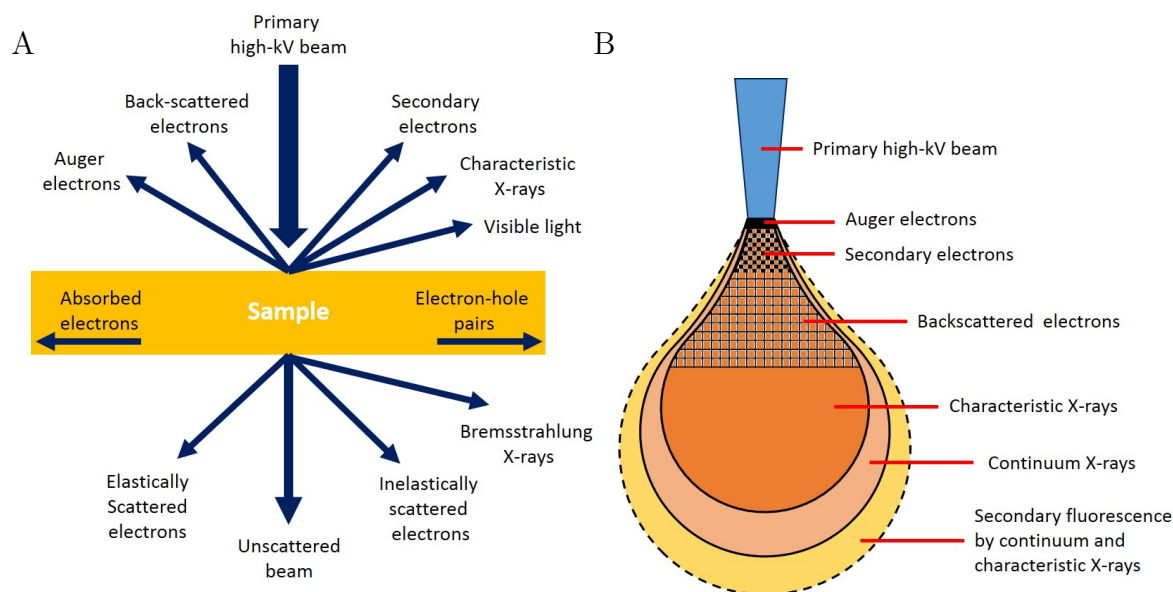 A
Primary
high-kV beam
Back-scattered
electrons
Secondary
electrons
Auger
electrons
Characteristic
X-rays
Visible light
Absorbed
electrons
Sample
Electron-hole
pairs
Bremsstrahlung
X-rays
Elastically
Scattered
electrons
Inelastically
scattered
electrons
Unscattered
beam
B
Primary high-kV beam
Auger electrons
Secondary electrons
Backscattered electrons
Characteristic X-rays
Continuum X-rays
Secondary fluorescence
by continuum and
characteristic X-rays